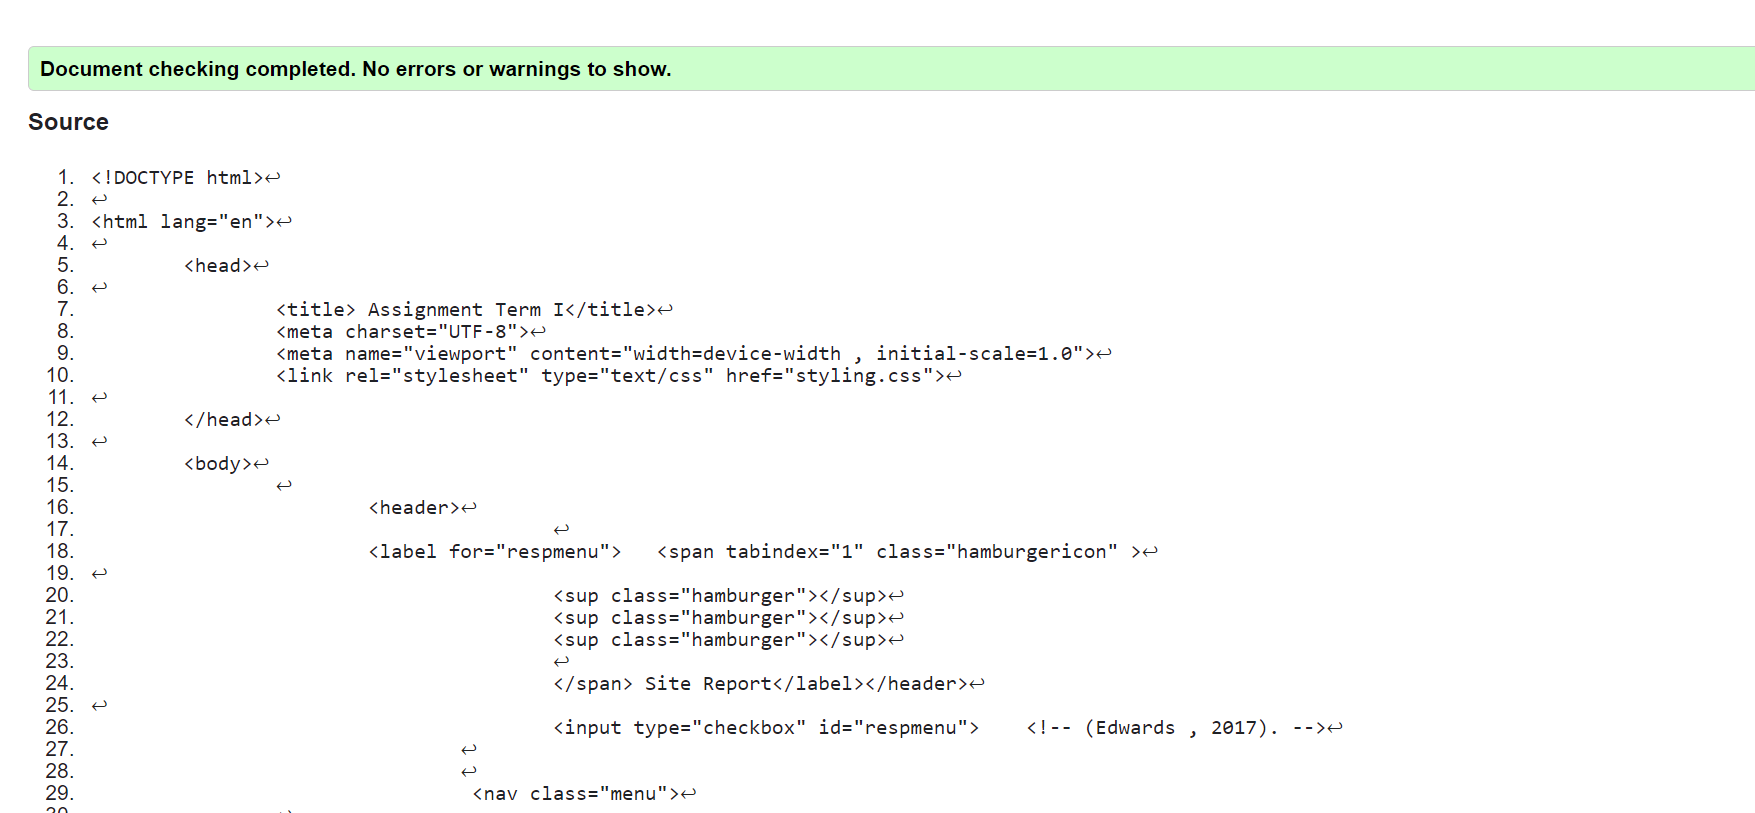 Document checking completed. No errors or warnings to show.
Source
1. <!DOCTYPE html>↩
2. ↩
3. <html lang="en">↩
4. ↩
5. <head>↩
6. ↩
7. <title> Assignment Term I</title>↩
8. <meta charset="UTF-8">↩
9. <meta name="viewport" content="width=device-width , initial-scale=1.0">↩
10. <link rel="stylesheet" type="text/css" href="styling.css">↩
11. ↩
12. </head>↩
13. ↩
14. <body>↩
15. ↩
16. <header>↩
17. ↩
18. <label for="respmenu">   <span tabindex="1" class="hamburgericon" >↩
19. ↩
20. <sup class="hamburger"></sup>↩
21. <sup class="hamburger"></sup>↩
22. <sup class="hamburger"></sup>↩
23. ↩
24. </span> Site Report</label></header>↩
25. ↩
26. <input type="checkbox" id="respmenu">    <!-- (Edwards , 2017). -->↩
27. ↩
28. ↩
29. <nav class="menu">↩